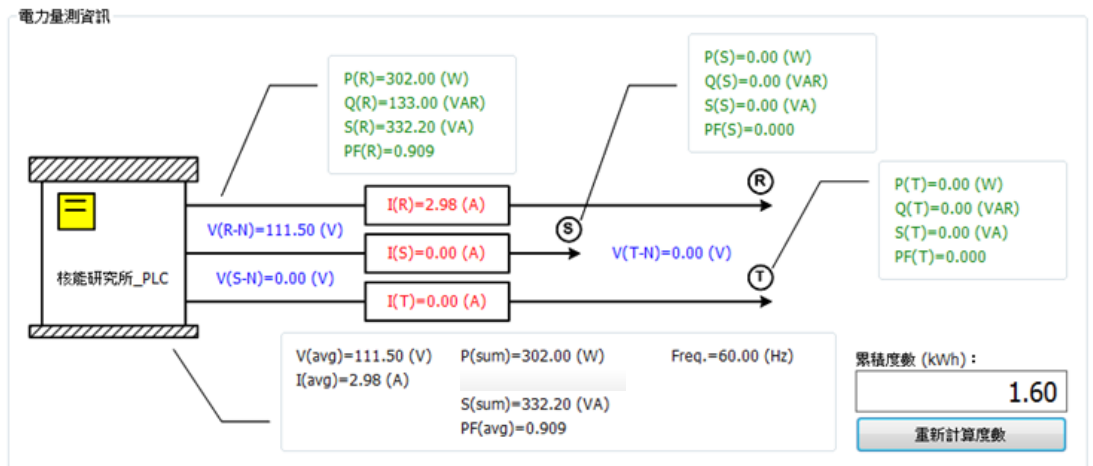 電力量測資訊
P(R)=302.00 (W)
Q(R)=133.00 (VAR)
S(R)=332.20 (VA)
PF(R)=0.909
P(S)=0.00 (W)
Q(S)=0.00 (VAR)
S(S)=0.00 (VA)
PF(S)=0.000
P(T)=0.00 (W)
Q(T)=0.00 (VAR)
S(T)=0.00 (VA)
PF(T)=0.000
R
I(R)=2.98 (A)
V(R-N)=111.50 (V)
S
I(S)=0.00 (A)
V(T-N)=0.00 (V)
核能研究所_PLC
V(S-N)=0.00 (V)
T
I(T)=0.00 (A)
V(avg)=111.50 (V)
I(avg)=2.98 (A)
P(sum)=302.00 (W)
S(sum)=332.20 (VA)
PF(avg)=0.909
Freq.=60.00 (Hz)
累積度數 (kWh)：
1.60
重新計算度數